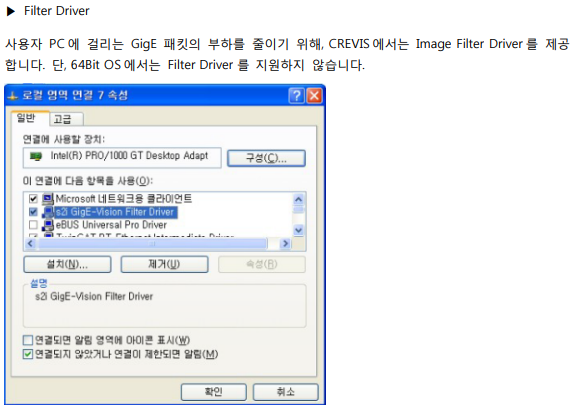 ▶ Filter Driver
사용자 PC에 걸리는 GigE 패킷의 부하를 줄이기 위해, CREVIS에서는 Image Filter Driver를 제공
합니다. 단, 64Bit OS에서는 Filter Driver를 지원하지 않습니다.
로컬 영역 연결 7 속성
일반 고급
연결에 사용할 장치:
Intel(R) PRO/1000 GT Desktop Adapt
구성(C)...
이 연결에 다음 항목을 사용(O):
Microsoft 네트워크용 클라이언트
s2i GigE-Vision Filter Driver
eBUS Universal Pro Driver
TwinCAT RT-Ethernet Intermediate Driver
설치(N)... 제거(U) 속성(R)
설명
s2i GigE-Vision Filter Driver
연결되면 알림 영역에 아이콘 표시(W)
연결되지 않았거나 연결이 제한되면 알림(M)
확인 취소